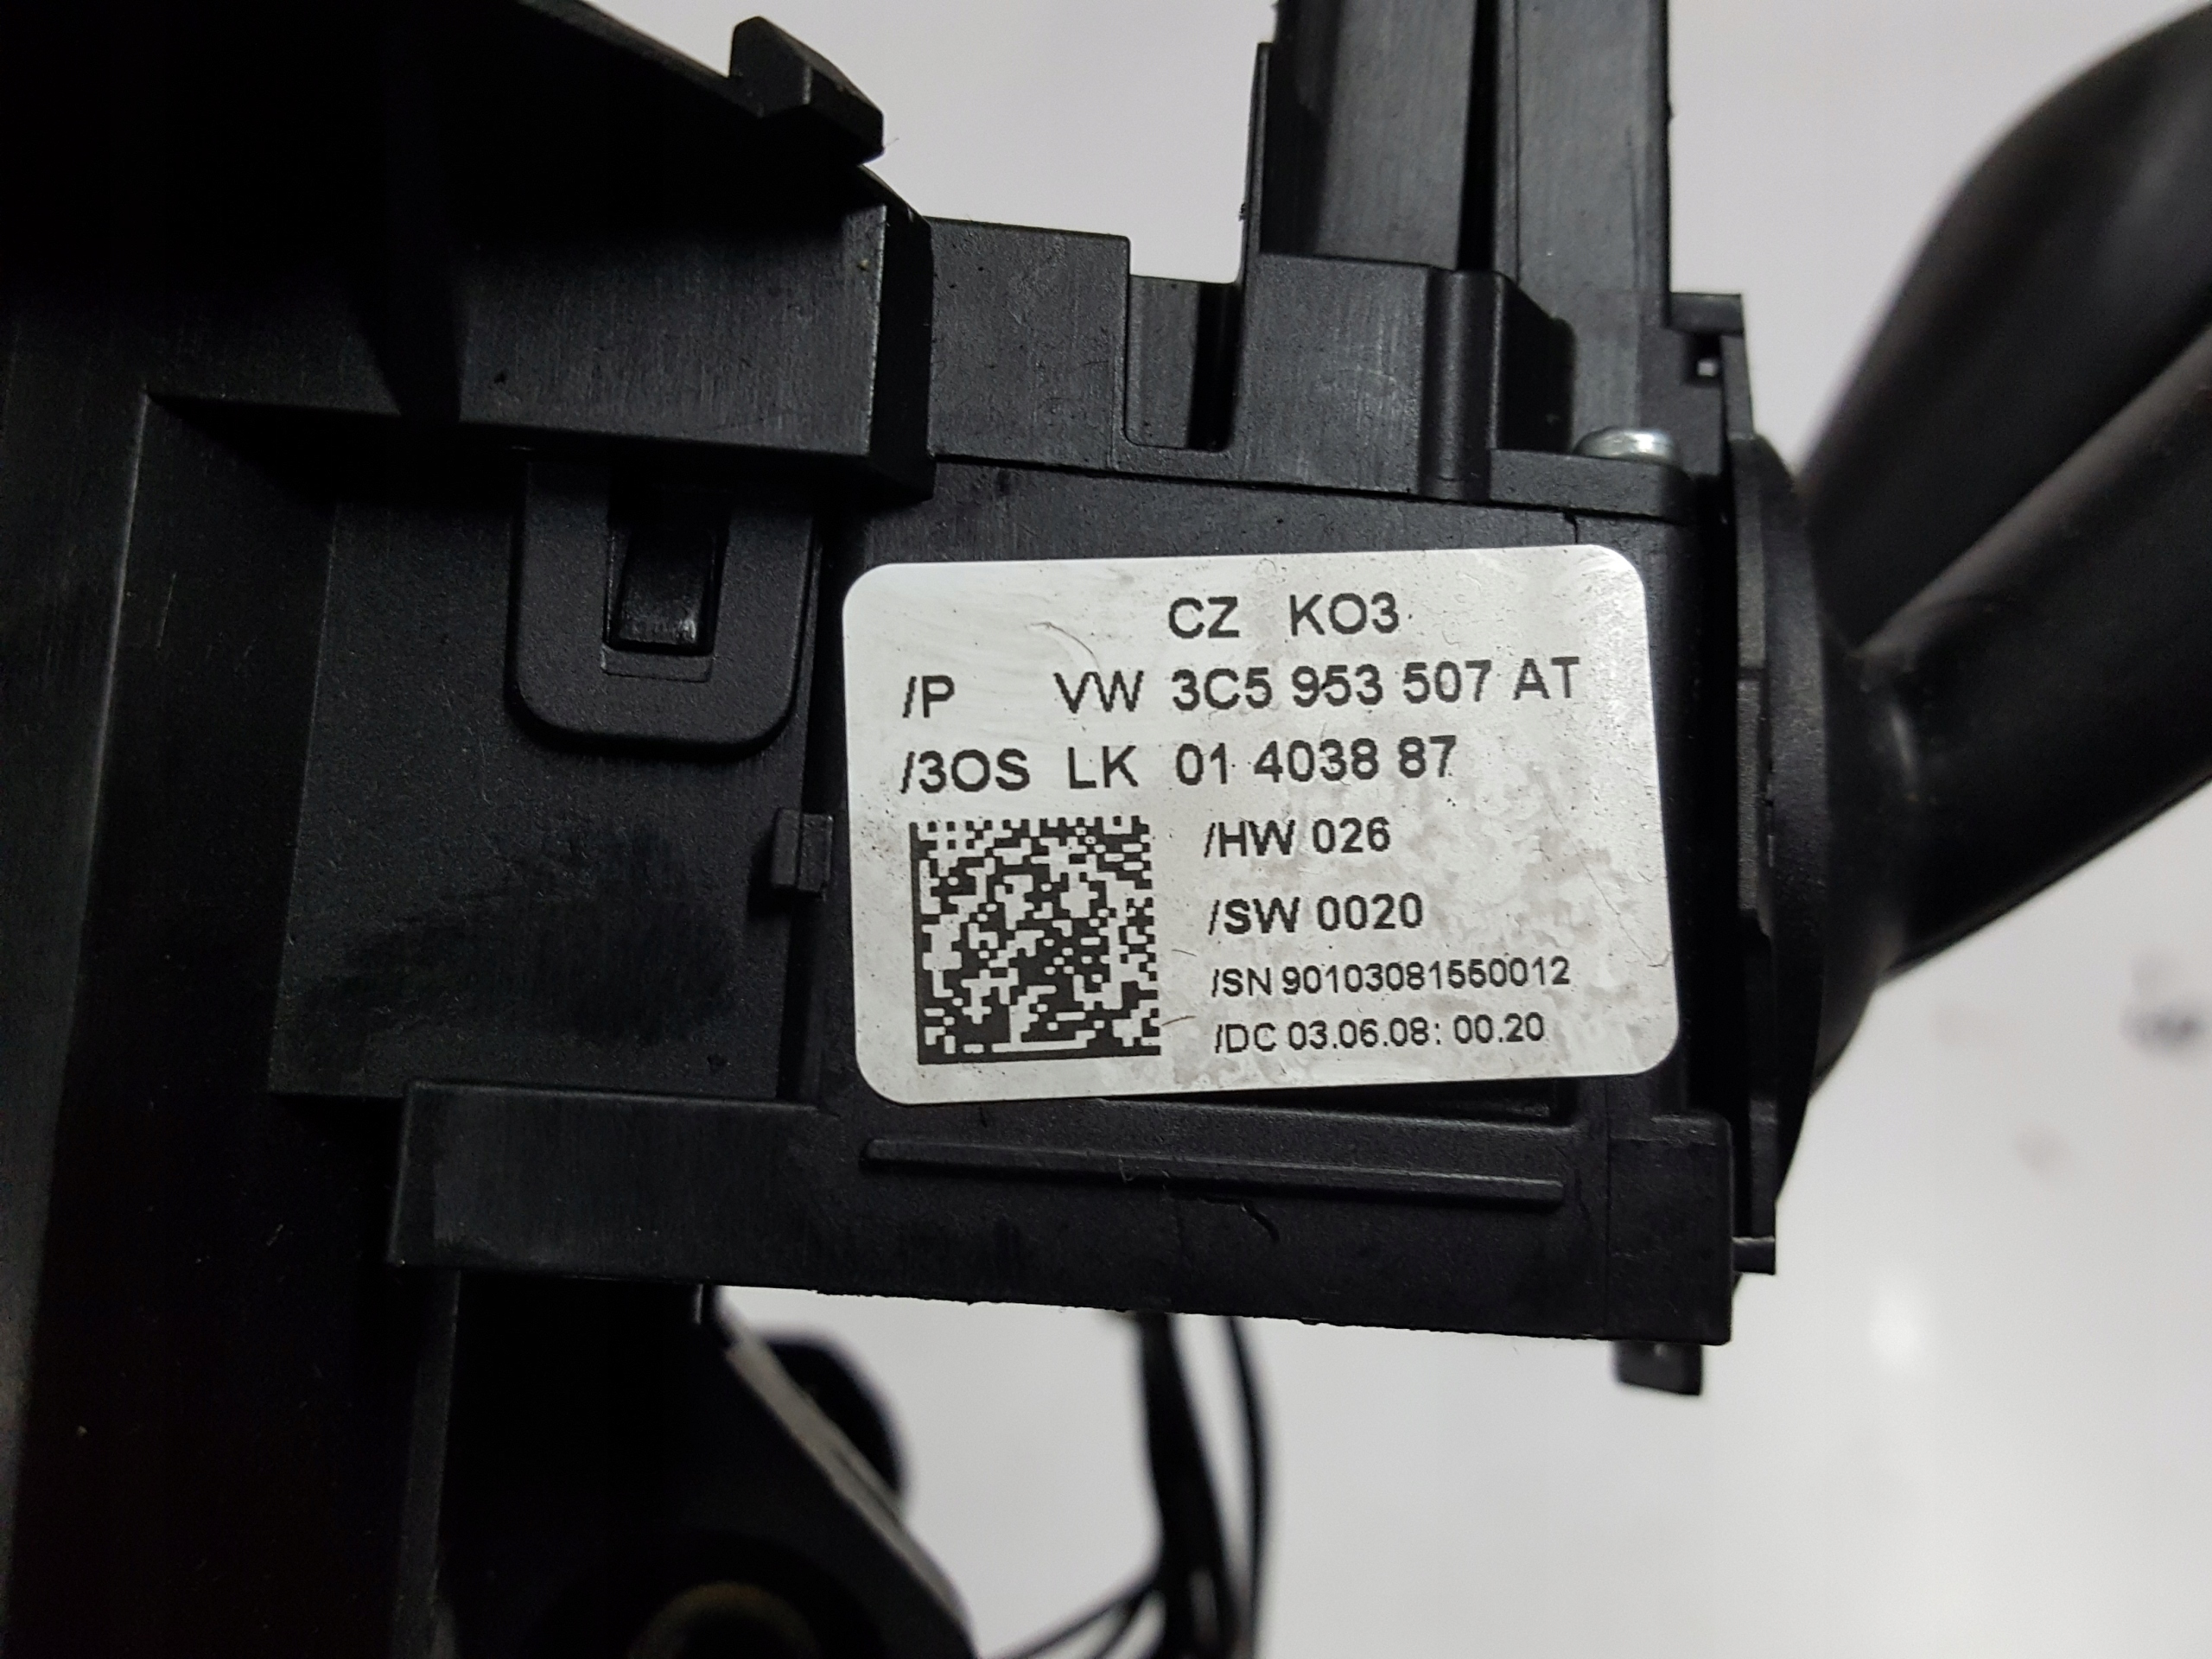 CZ KO3
/P VW 3C5 953 507 AT
/3OS LK 01 4038 87
/HW 026
/SW 0020
/SN 90103081550012
/DC 03.06.08: 00.20